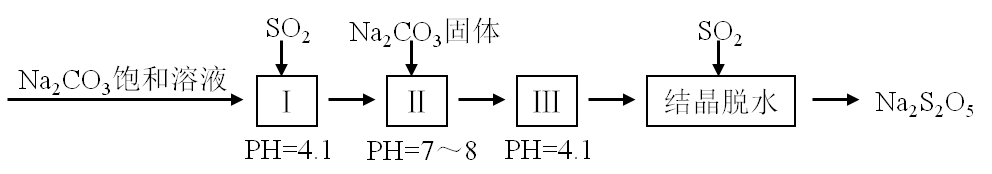 SO₂
Na₂CO₃固体
SO₂
Na₂CO₃饱和溶液
I
II
III
结晶脱水
Na₂S₂O₅
PH=4.1
PH=7～8
PH=4.1